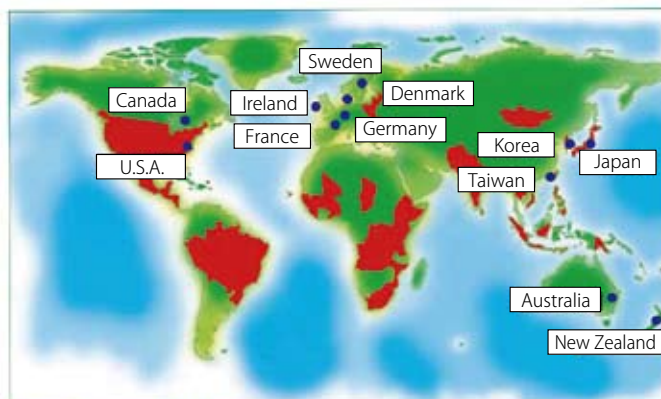 Sweden
Canada
Ireland
Denmark
France
Germany
Korea
Japan
U.S.A.
Taiwan
Australia
New Zealand